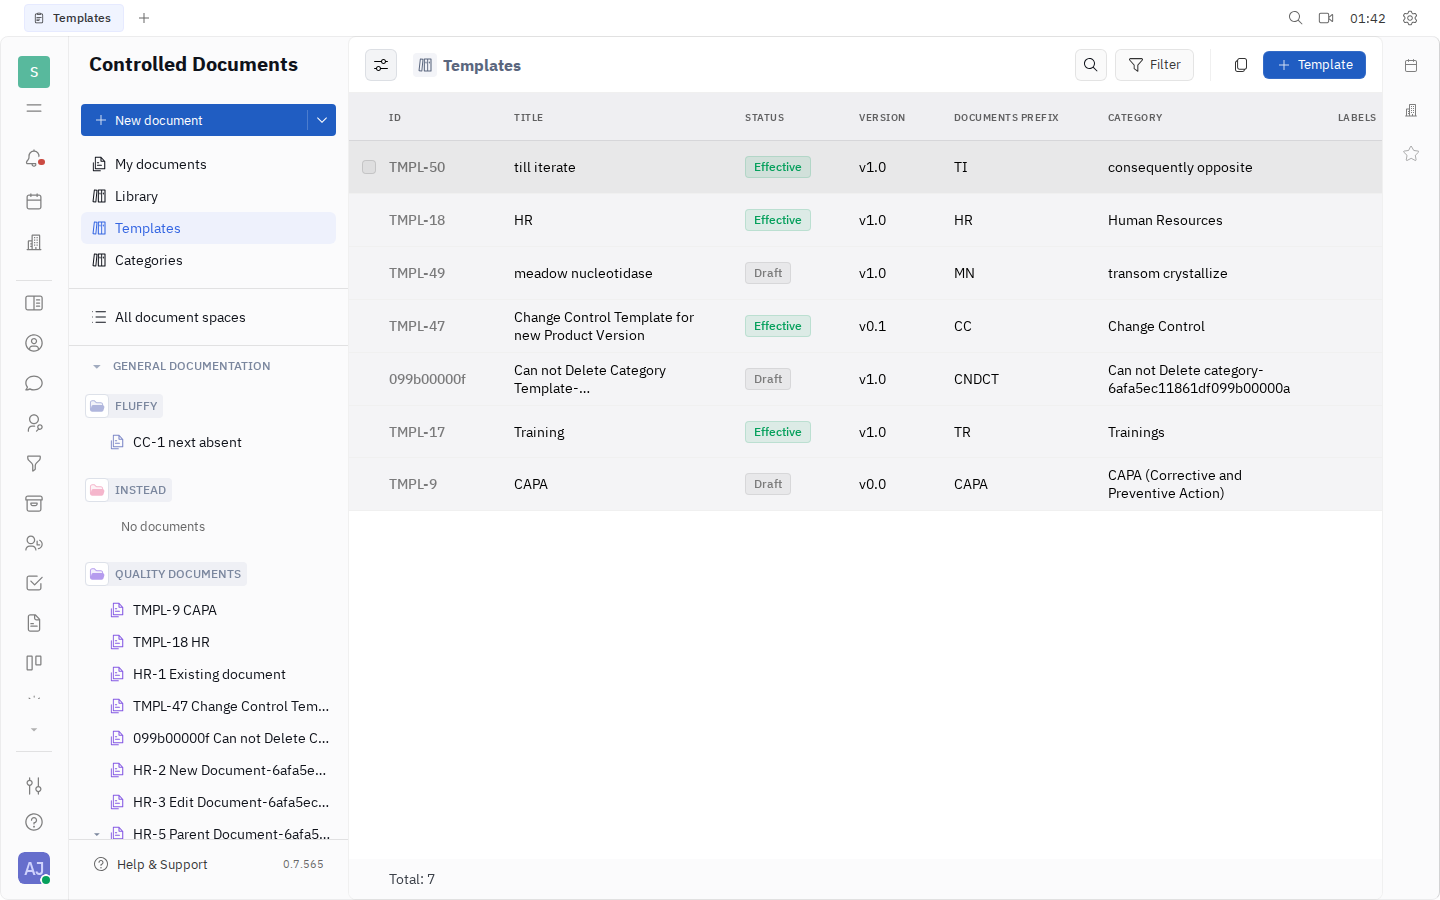 Templates
01:42
S
Controlled Documents
New document
My documents
Library
Templates
Categories
All document spaces
GENERAL DOCUMENTATION
FLUFFY
CC-1 next absent
INSTEAD
No documents
QUALITY DOCUMENTS
TMPL-9 CAPA
TMPL-18 HR
HR-1 Existing document
TMPL-47 Change Control Tem...
099b00000f Can not Delete C...
HR-2 New Document-6afa5e...
HR-3 Edit Document-6afa5ec...
HR-5 Parent Document-6afa5...
Help & Support 0.7.565
AJ
Templates
Filter
Template
ID TITLE STATUS VERSION DOCUMENTS PREFIX CATEGORY LABELS
TMPL-50 till iterate Effective v1.0 TI consequently opposite
TMPL-18 HR Effective v1.0 HR Human Resources
TMPL-49 meadow nucleotidase Draft v1.0 MN transom crystallize
TMPL-47 Change Control Template for new Product Version Effective v0.1 CC Change Control
099b00000f Can not Delete Category Template-... Draft v1.0 CNDCT Can not Delete category-6afa5ec11861df099b00000a
TMPL-17 Training Effective v1.0 TR Trainings
TMPL-9 CAPA Draft v0.0 CAPA CAPA (Corrective and Preventive Action)
Total: 7